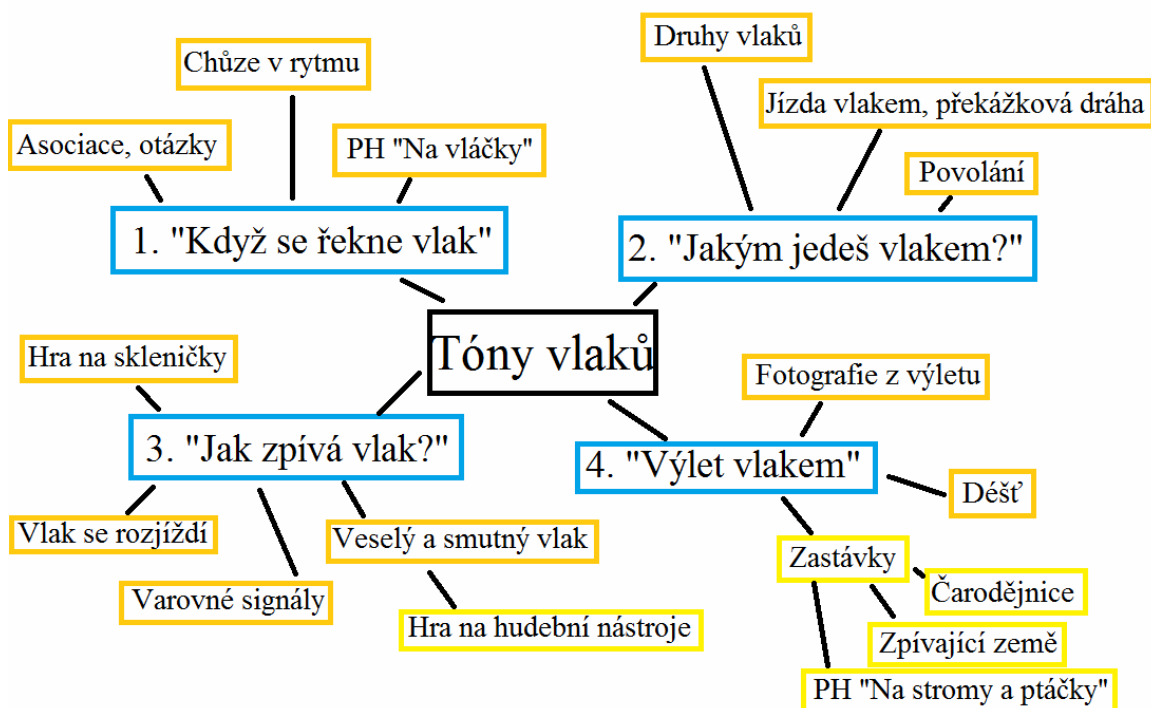 Druhy vlaků
Chůze v rytmu
Jízda vlakem, překážková dráha
Asociace, otázky
PH "Na vláčky"
Povolání
1. "Když se řekne vlak"
2. "Jakým jedeš vlakem?"
Tóny vlaků
Hra na skleničky
Fotografie z výletu
3. "Jak zpívá vlak?"
4. "Výlet vlakem"
Déšť
Vlak se rozjíždí
Veselý a smutný vlak
Zastávky
Varovné signály
Čarodějnice
Hra na hudební nástroje
Zpívající země
PH "Na stromy a ptáčky"